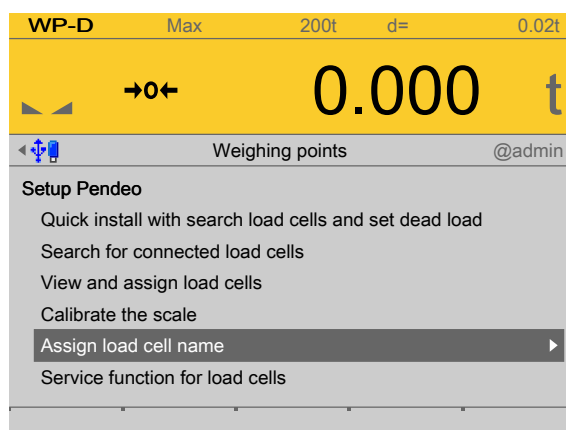 WP-D Max 200t d= 0.02t
→0← 0.000 t
Weighing points @admin
Setup Pendeo
Quick install with search load cells and set dead load
Search for connected load cells
View and assign load cells
Calibrate the scale
Assign load cell name
Service function for load cells